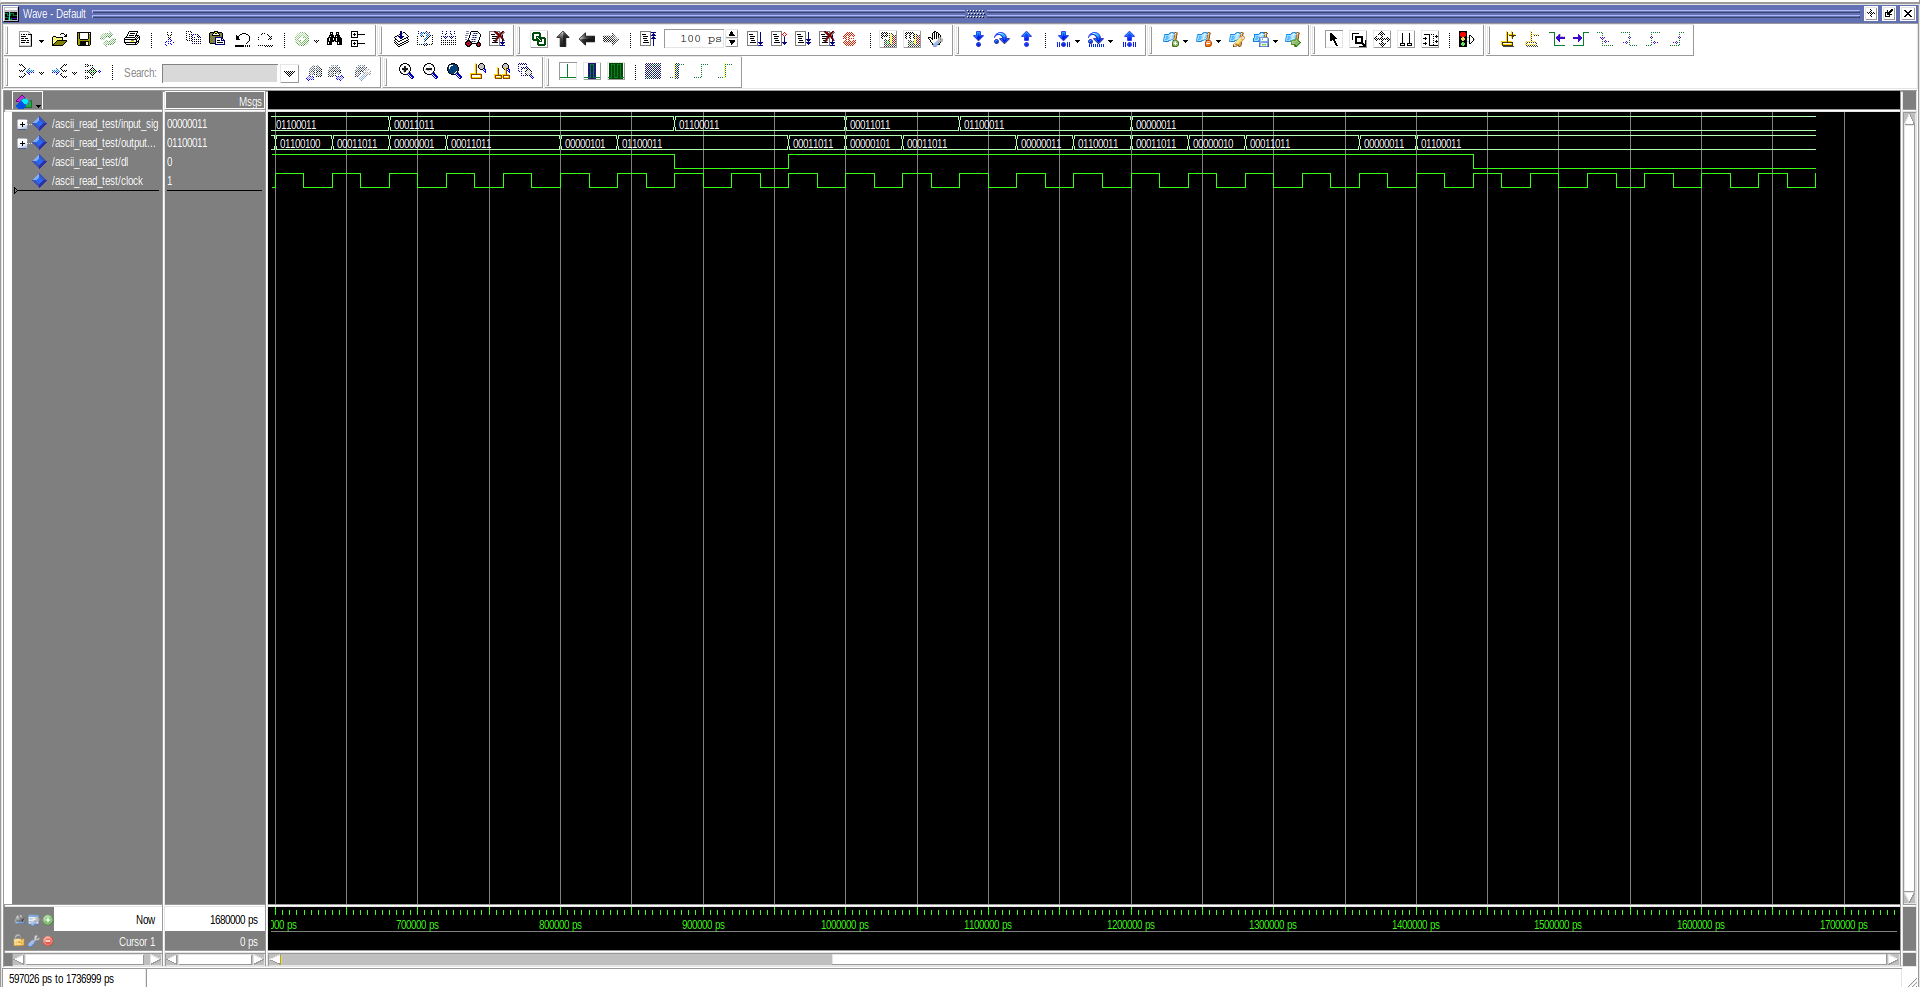 Wave - Default
100 ps
Search:
Msgs
/ascii_read_test/input_sig 00000011 01100011 00011011 01100011 00011011 01100011 00000011
/ascii_read_test/output... 01100011 01100100 00011011 00000001 00011011 00000101 01100011 00011011 00000101 00011011 00000011 01100011 00011011 00000010 00011011 00000011 01100011
/ascii_read_test/dl 0
/ascii_read_test/clock 1
Now 1680000 ps 000 ps 700000 ps 800000 ps 900000 ps 1000000 ps 1100000 ps 1200000 ps 1300000 ps 1400000 ps 1500000 ps 1600000 ps 1700000 ps
Cursor 1 0 ps
597026 ps to 1736999 ps